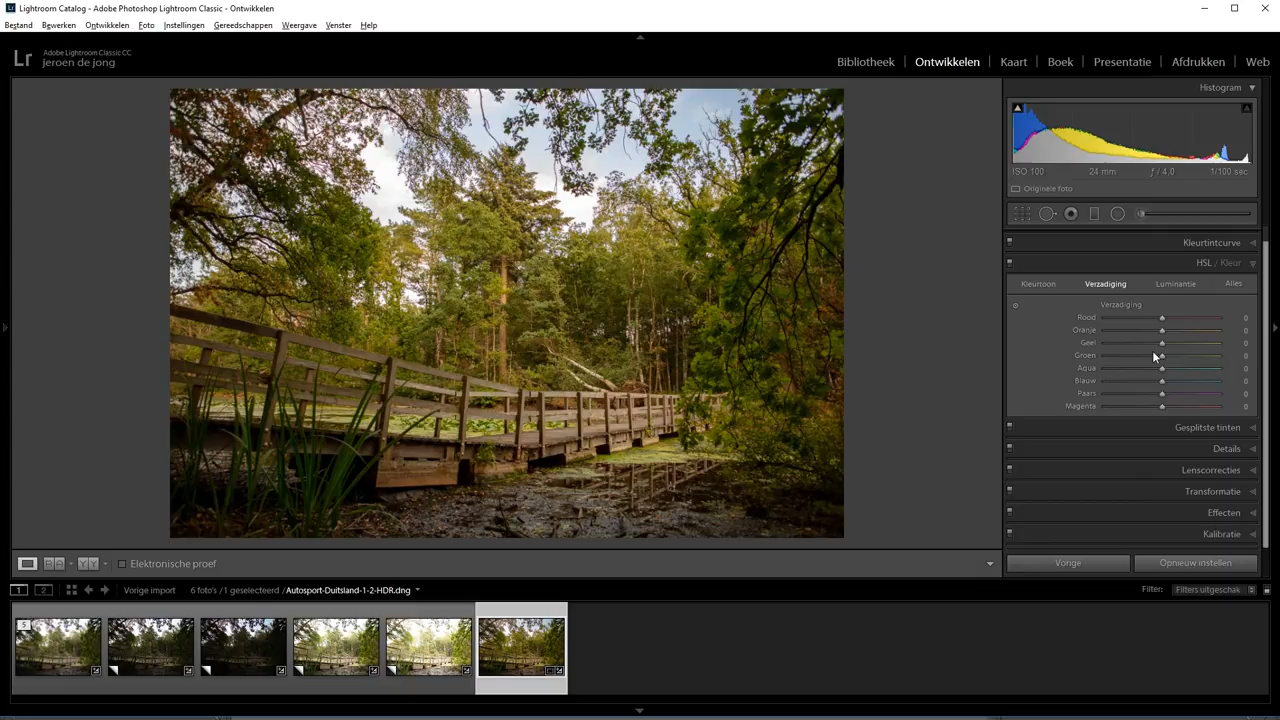 Lightroom Catalog - Adobe Photoshop Lightroom Classic - Ontwikkelen
Bestand Bewerken Ontwikkelen Foto Instellingen Gereedschappen Weergave Venster Help
Lr
Adobe Lightroom Classic CC
jeroen de jong
Bibliotheek | Ontwikkelen | Kaart | Boek | Presentatie | Afdrukken | Web
Histogram
ISO 100 24 mm ƒ / 4,0 1/100 sec
Originele foto
Kleurtintcurve
HSL / Kleur
Kleurtoon Verzadiging Luminantie Alles
Verzadiging
Rood 0
Oranje 0
Geel 0
Groen 0
Aqua 0
Blauw 0
Paars 0
Magenta 0
Gesplitste tinten
Details
Lenscorrecties
Transformatie
Effecten
Kalibratie
Elektronische proef
Vorige Opnieuw instellen
1 2 Vorige import 6 foto's /1 geselecteerd /Autosport-Duitsland-1-2-HDR.dng Filter: Filters uitgeschak
5